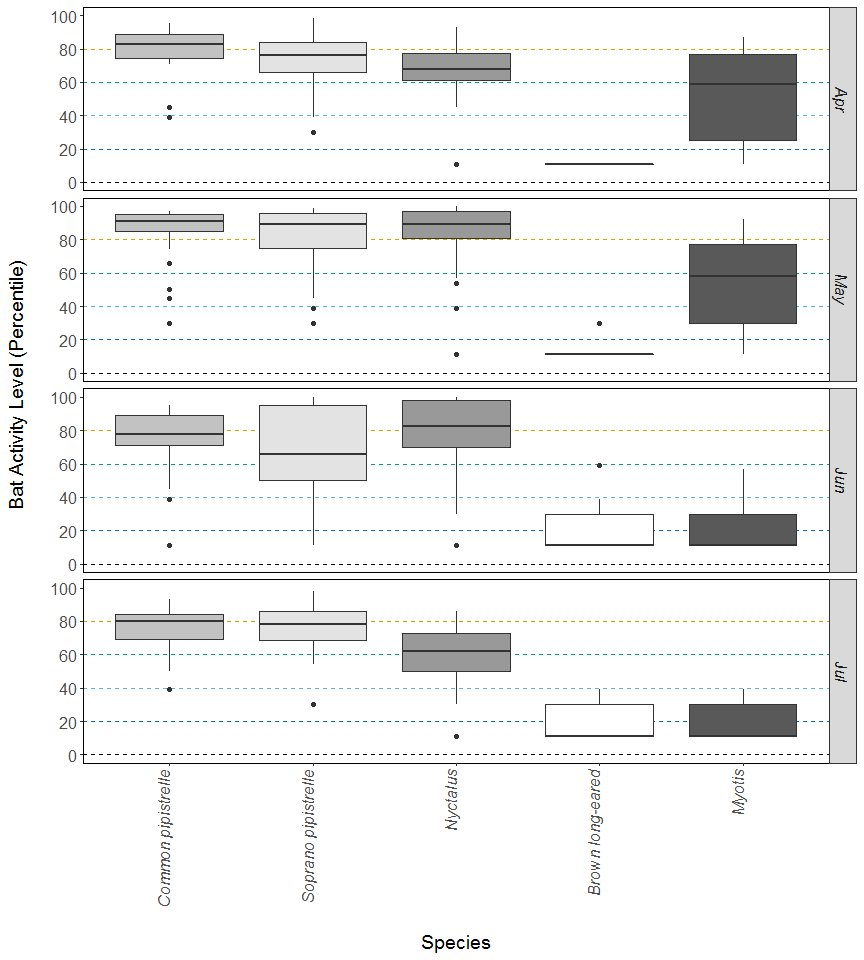 Bat Activity Level (Percentile)
100
80
60
40
20
0
Apr
100
80
60
40
20
0
May
100
80
60
40
20
0
Jun
100
80
60
40
20
0
Jul
Common pipistrelle
Soprano pipistrelle
Nyctalus
Brown long-eared
Myotis
Species